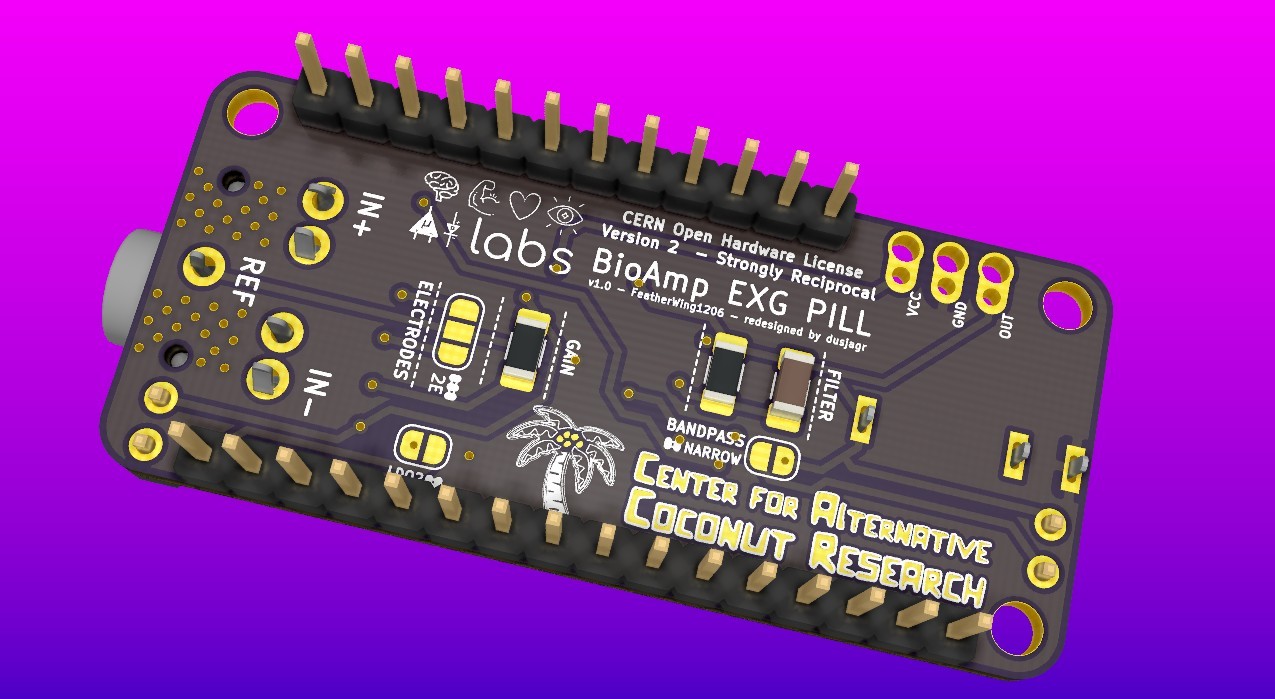 IN+
REF
IN-
µ labs
CERN Open Hardware License
Version 2 - Strongly Reciprocal
BioAmp EXG PILL
v1.0 - FeatherWing1206 - redesigned by dusjagr
VCC
GND
OUT
ELECTRODES
2E
GAIN
FILTER
BANDPASS
NARROW
CENTER FOR ALTERNATIVE
COCONUT RESEARCH